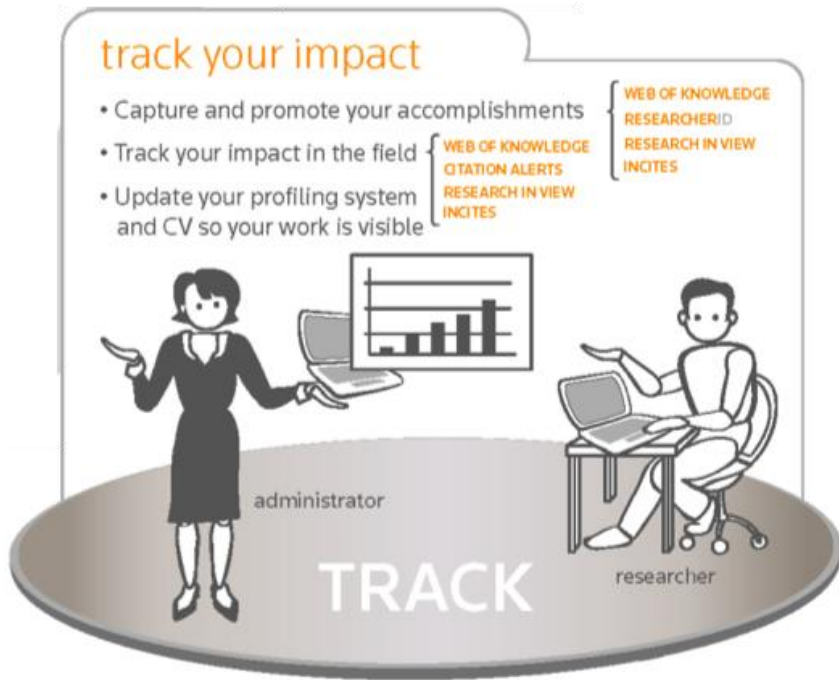 track your impact
• Capture and promote your accomplishments
WEB OF KNOWLEDGE
RESEARCHERID
RESEARCH IN VIEW
INCITES
• Track your impact in the field
WEB OF KNOWLEDGE
CITATION ALERTS
RESEARCH IN VIEW
INCITES
• Update your profiling system
and CV so your work is visible
administrator
researcher
TRACK